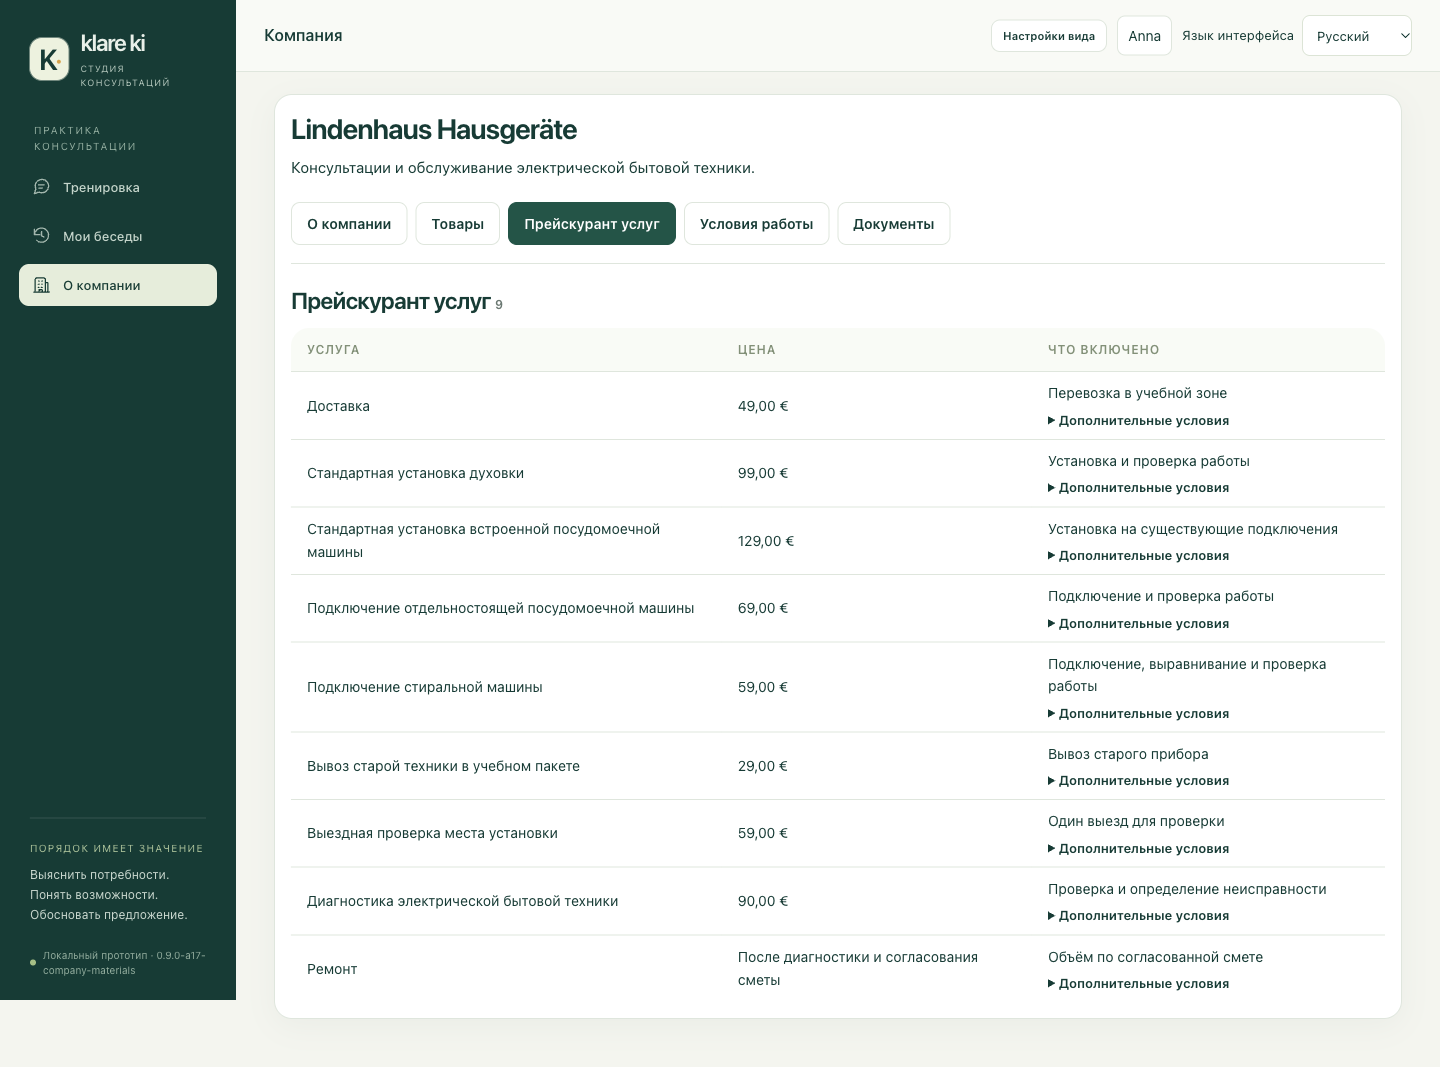 K
klare ki
СТУДИЯ
КОНСУЛЬТАЦИЙ
ПРАКТИКА
КОНСУЛЬТАЦИИ
Тренировка
Мои беседы
О компании
ПОРЯДОК ИМЕЕТ ЗНАЧЕНИЕ
Выяснить потребности.
Понять возможности.
Обосновать предложение.
Локальный прототип · 0.9.0-a17-
company-materials
Компания
Настройки вида
Anna
Язык интерфейса
Русский
Lindenhaus Hausgeräte
Консультации и обслуживание электрической бытовой техники.
О компании
Товары
Прейскурант услуг
Условия работы
Документы
Прейскурант услуг 9
УСЛУГА
ЦЕНА
ЧТО ВКЛЮЧЕНО
Доставка
49,00 €
Перевозка в учебной зоне
Дополнительные условия
Стандартная установка духовки
99,00 €
Установка и проверка работы
Дополнительные условия
Стандартная установка встроенной посудомоечной
машины
129,00 €
Установка на существующие подключения
Дополнительные условия
Подключение отдельностоящей посудомоечной машины
69,00 €
Подключение и проверка работы
Дополнительные условия
Подключение стиральной машины
59,00 €
Подключение, выравнивание и проверка
работы
Дополнительные условия
Вывоз старой техники в учебном пакете
29,00 €
Вывоз старого прибора
Дополнительные условия
Выездная проверка места установки
59,00 €
Один выезд для проверки
Дополнительные условия
Диагностика электрической бытовой техники
90,00 €
Проверка и определение неисправности
Дополнительные условия
Ремонт
После диагностики и согласования
сметы
Объём по согласованной смете
Дополнительные условия